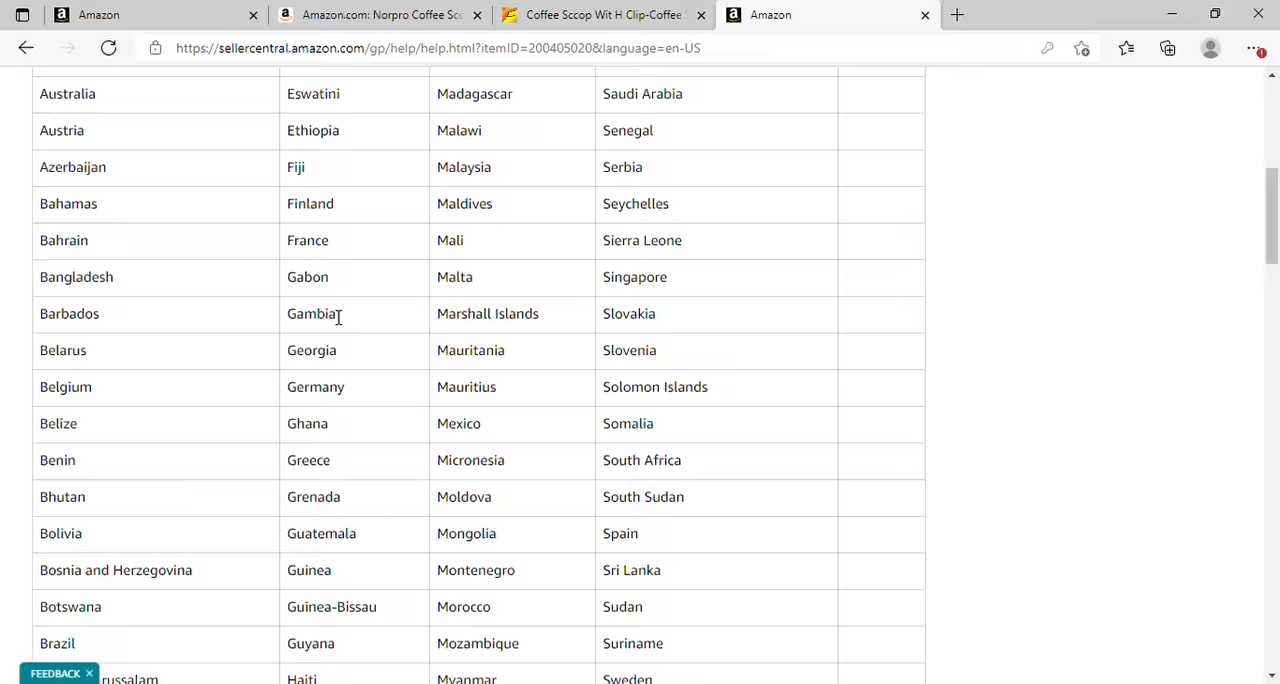 Amazon
Amazon.com: Norpro Coffee Sco
Coffee Sccop Wit H Clip-Coffee S
Amazon
https://sellercentral.amazon.com/gp/help/help.html?itemID=200405020&language=en-US
Australia Eswatini Madagascar Saudi Arabia
Austria Ethiopia Malawi Senegal
Azerbaijan Fiji Malaysia Serbia
Bahamas Finland Maldives Seychelles
Bahrain France Mali Sierra Leone
Bangladesh Gabon Malta Singapore
Barbados Gambia Marshall Islands Slovakia
Belarus Georgia Mauritania Slovenia
Belgium Germany Mauritius Solomon Islands
Belize Ghana Mexico Somalia
Benin Greece Micronesia South Africa
Bhutan Grenada Moldova South Sudan
Bolivia Guatemala Mongolia Spain
Bosnia and Herzegovina Guinea Montenegro Sri Lanka
Botswana Guinea-Bissau Morocco Sudan
Brazil Guyana Mozambique Suriname
russalam Haiti Myanmar Sweden
FEEDBACK